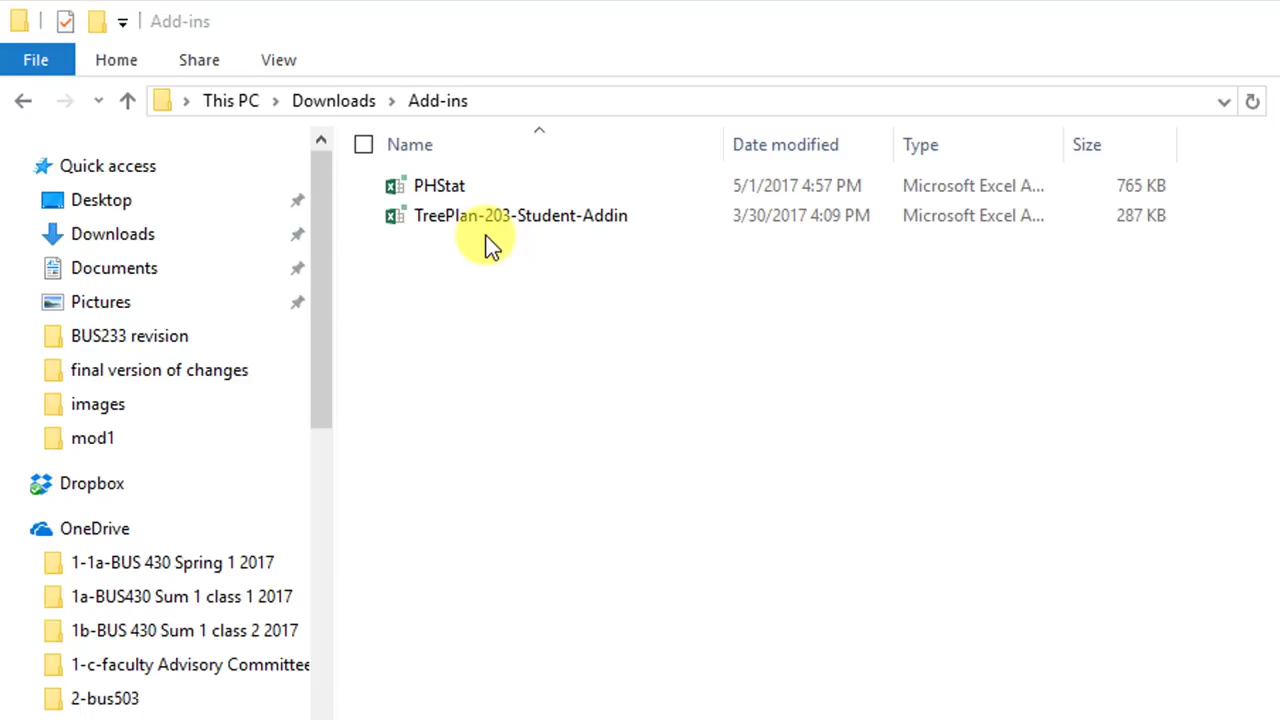 Add-ins
File Home Share View
This PC Downloads Add-ins
Name Date modified Type Size
PHStat 5/1/2017 4:57 PM Microsoft Excel A... 765 KB
TreePlan-203-Student-Addin 3/30/2017 4:09 PM Microsoft Excel A... 287 KB
Quick access
Desktop
Downloads
Documents
Pictures
BUS233 revision
final version of changes
images
mod1
Dropbox
OneDrive
1-1a-BUS 430 Spring 1 2017
1a-BUS430 Sum 1 class 1 2017
1b-BUS 430 Sum 1 class 2 2017
1-c-faculty Advisory Committee
2-bus503